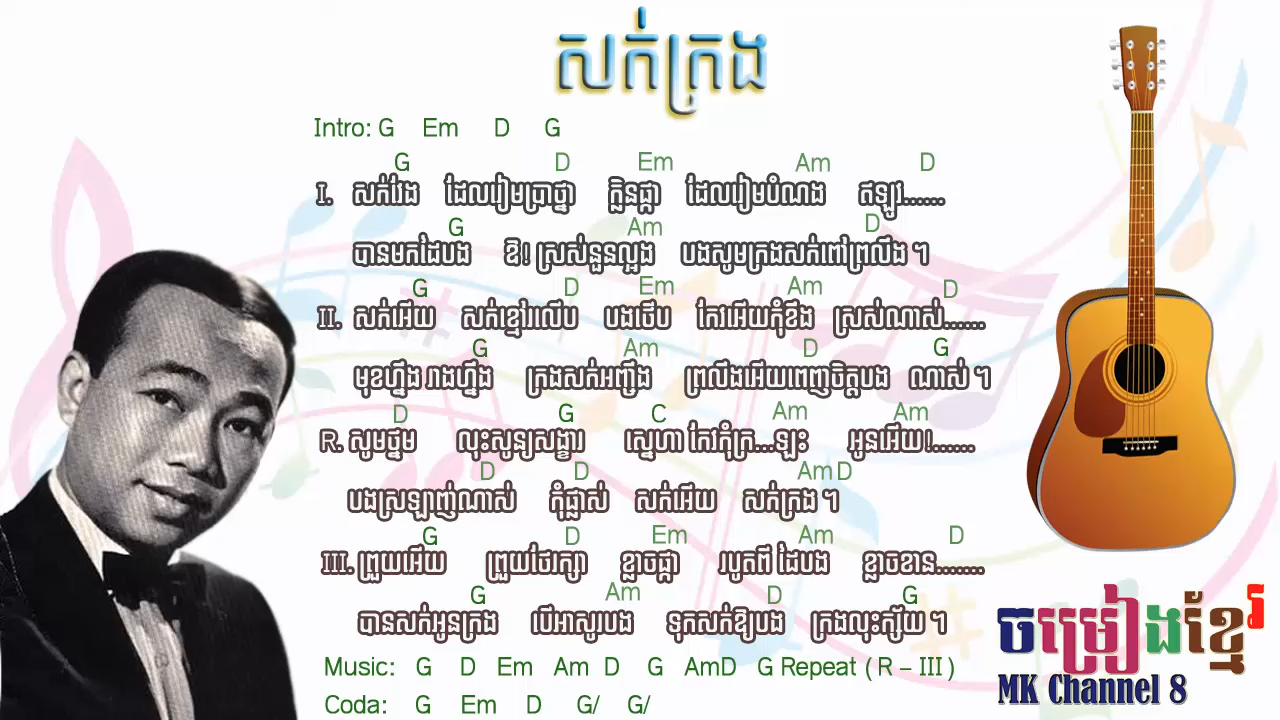 សក់ក្រង
Intro: G Em D G
G D Em Am D
I. សក់វែង ដែលរៀមប្រាថ្នា ក្លិនផ្កា ដែលរៀមបំណង ឥឡូវ......
G Am D
បានមកដៃបង ឱ! ស្រស់នួនល្អង បងសូមក្រងសក់ពៅព្រលឹង ។
G D Em Am D
II. សក់អើយ សក់ខ្មៅរលើប បងថើប កែវអើយកុំខឹង ស្រស់ណាស់......
G Am D G
មុខហ្នឹង រាងហ្នឹង ក្រងសក់អញ្ចឹង ព្រលឹងអើយពេញចិត្តបង ណាស់ ។
D G C Am Am
R. សូមថ្នម លុះសូន្យសង្ខារ ស្នេហា កែវកុំក្រ...ឡះ អូនអើយ!......
D D Am D
បងស្រឡាញ់ណាស់ កុំផ្លាស់ សក់អើយ សក់ក្រង ។
G D Em Am D
III. ព្រួយអើយ ព្រួយថែរក្សា ខ្លាចផ្កា របូតពី ដៃបង ខ្លាចខាន........
G Am D G
បានសក់អូនក្រង បើអាសូរបង ទុកសក់ឱ្យបង ក្រងលុះក្ស័យ ។
Music: G D Em Am D G AmD G Repeat ( R – III )
Coda: G Em D G/ G/
ចម្រៀងខ្មែរ
MK Channel 8